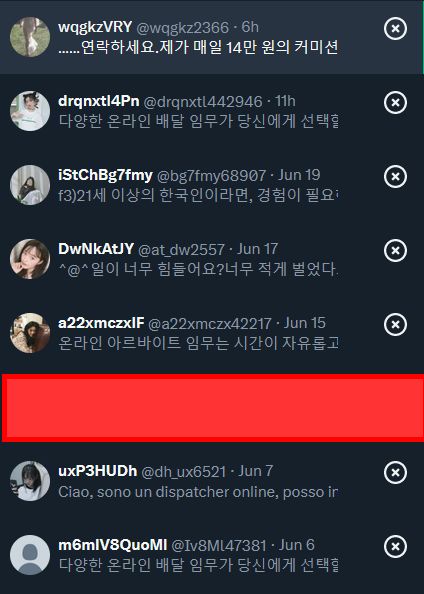 wqgkzVRY @wqgkz2366 · 6h
......연락하세요.제가 매일 14만 원의 커미션
drqnxtl4Pn @drqnxtl442946 · 11h
다양한 온라인 배달 임무가 당신에게 선택할
iStChBg7fmy @bg7fmy68907 · Jun 19
f3)21세 이상의 한국인이라면, 경험이 필요하
DwNkAtJY @at_dw2557 · Jun 17
^@^일이 너무 힘들어요?너무 적게 벌었다고
a22xmczxlF @a22xmczx42217 · Jun 15
온라인 아르바이트 임무는 시간이 자유롭고
uxP3HUDh @dh_ux6521 · Jun 7
Ciao, sono un dispatcher online, posso in
m6mlV8QuoMl @Iv8Ml47381 · Jun 6
다양한 온라인 배달 임무가 당신에게 선택할